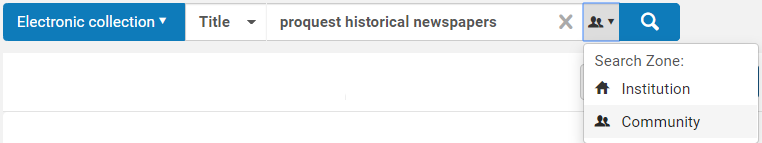 Electronic collection Title proquest historical newspapers
Search Zone:
Institution
Community